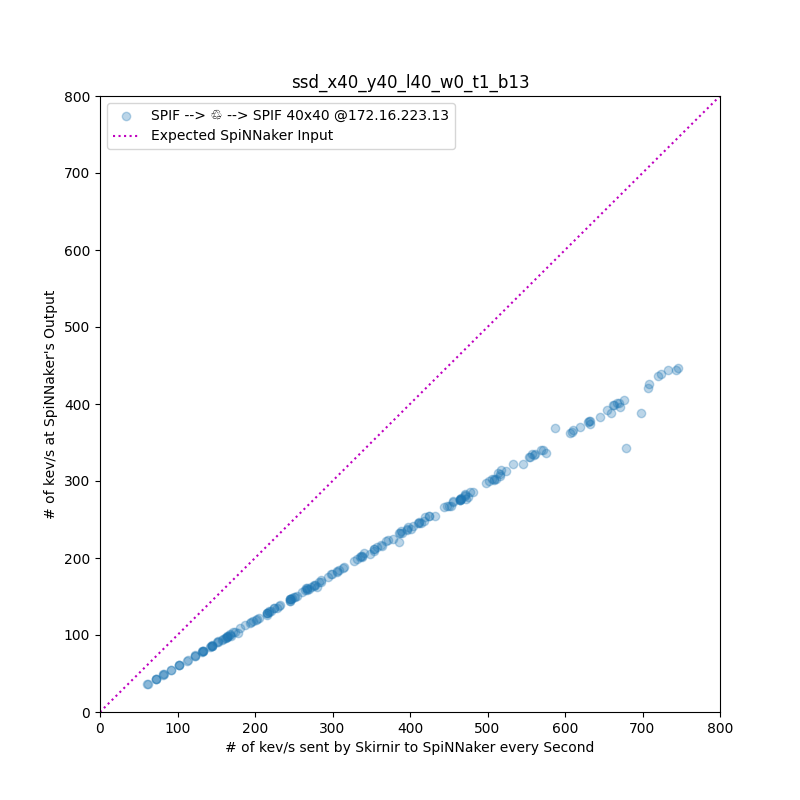 ssd_x40_y40_l40_w0_t1_b13
SPIF --> ♲ --> SPIF 40x40 @172.16.223.13
Expected SpiNNaker Input
800
700
600
500
400
300
200
100
0
# of kev/s at SpiNNaker's Output
0 100 200 300 400 500 600 700 800
# of kev/s sent by Skirnir to SpiNNaker every Second